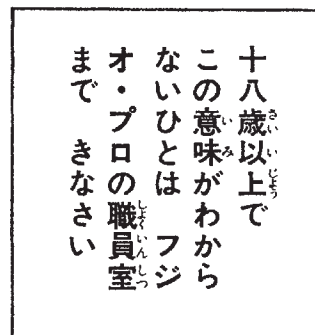 十八歳以上で
この意味がわから
ないひとは　フジ
オ・プロの職員室
まで　きなさい